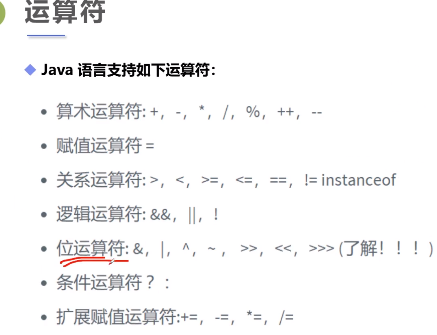 运算符
Java 语言支持如下运算符：
算术运算符: +，-，*，/，%，++，--
赋值运算符 =
关系运算符: >，<，>=，<=，==，!= instanceof
逻辑运算符: &&，||，!
位运算符: &，|，^，~ ， >>，<<，>>> (了解！！！)
条件运算符？：
扩展赋值运算符:+=，-=，*=，/=